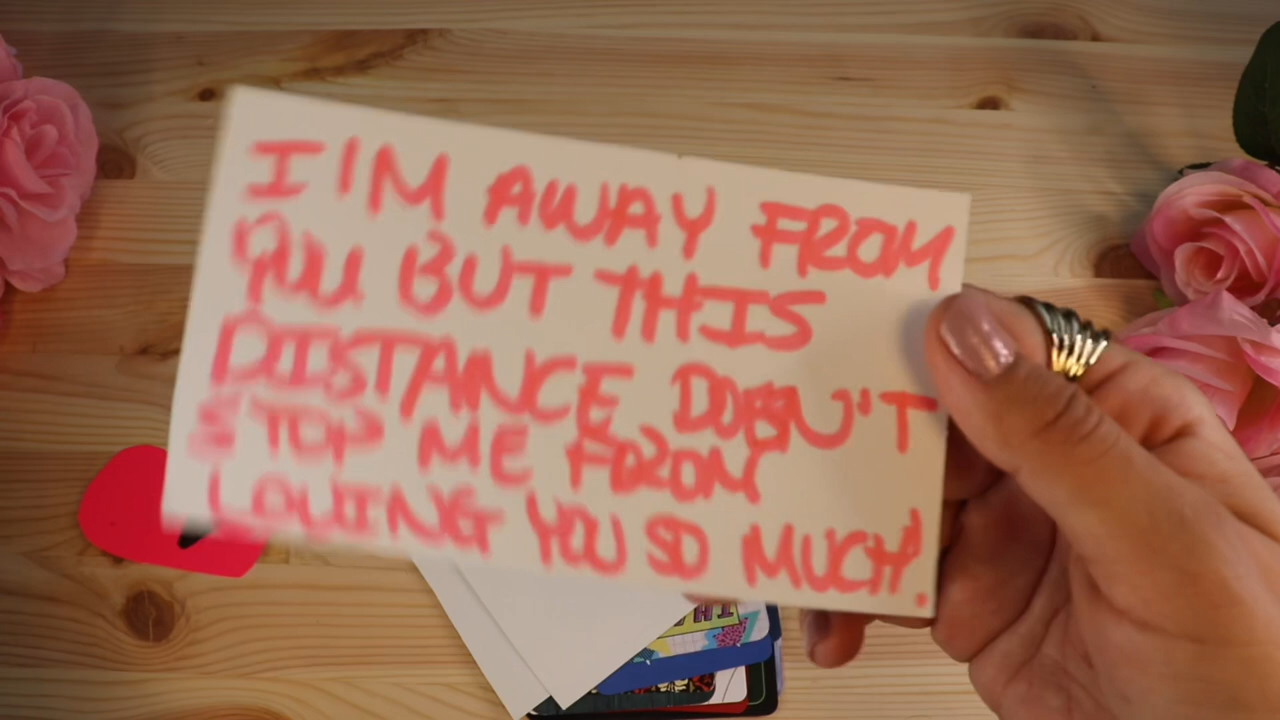 I'M AWAY FROM
YOU BUT THIS
DISTANCE DOESN'T
STOP ME FROM
LOVING YOU SO MUCH!